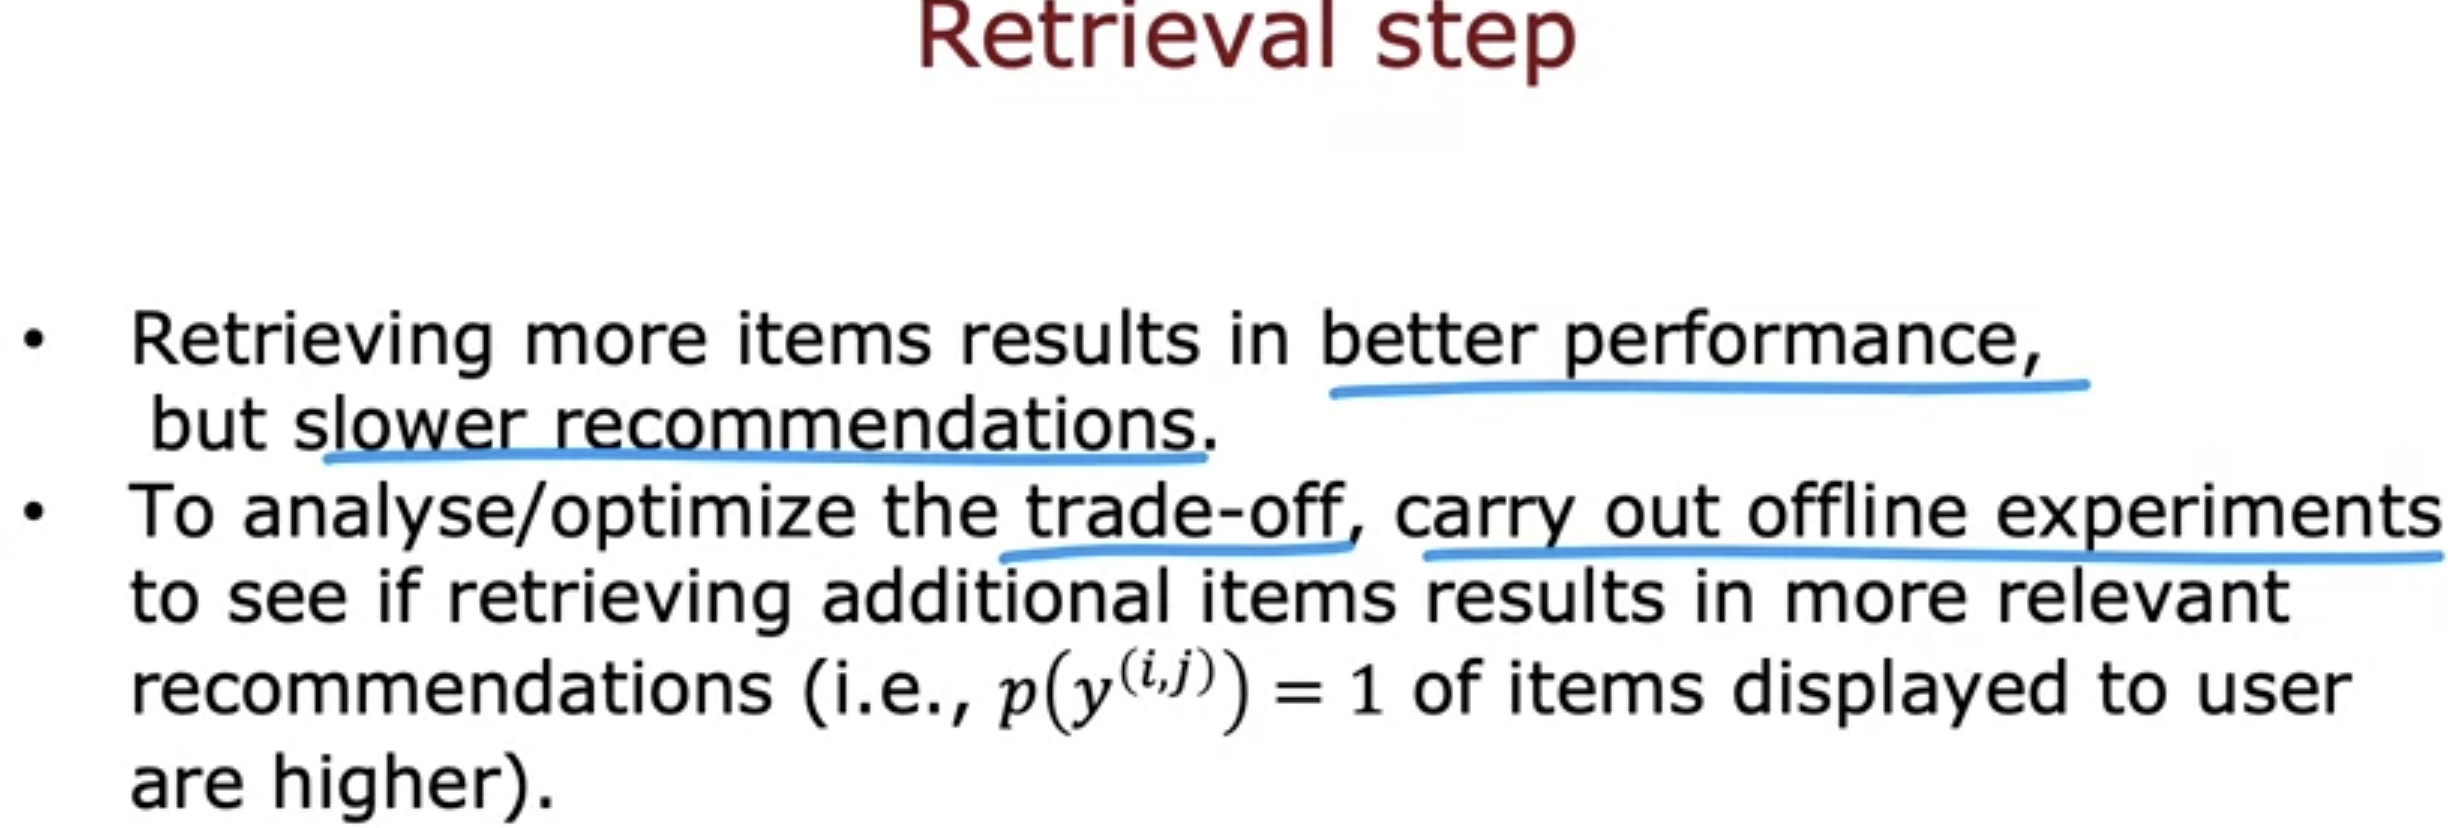 Retrieval step
• Retrieving more items results in better performance,
but slower recommendations.
• To analyse/optimize the trade-off, carry out offline experiments
to see if retrieving additional items results in more relevant
recommendations (i.e., p(y^{(i,j)}) = 1 of items displayed to user
are higher).